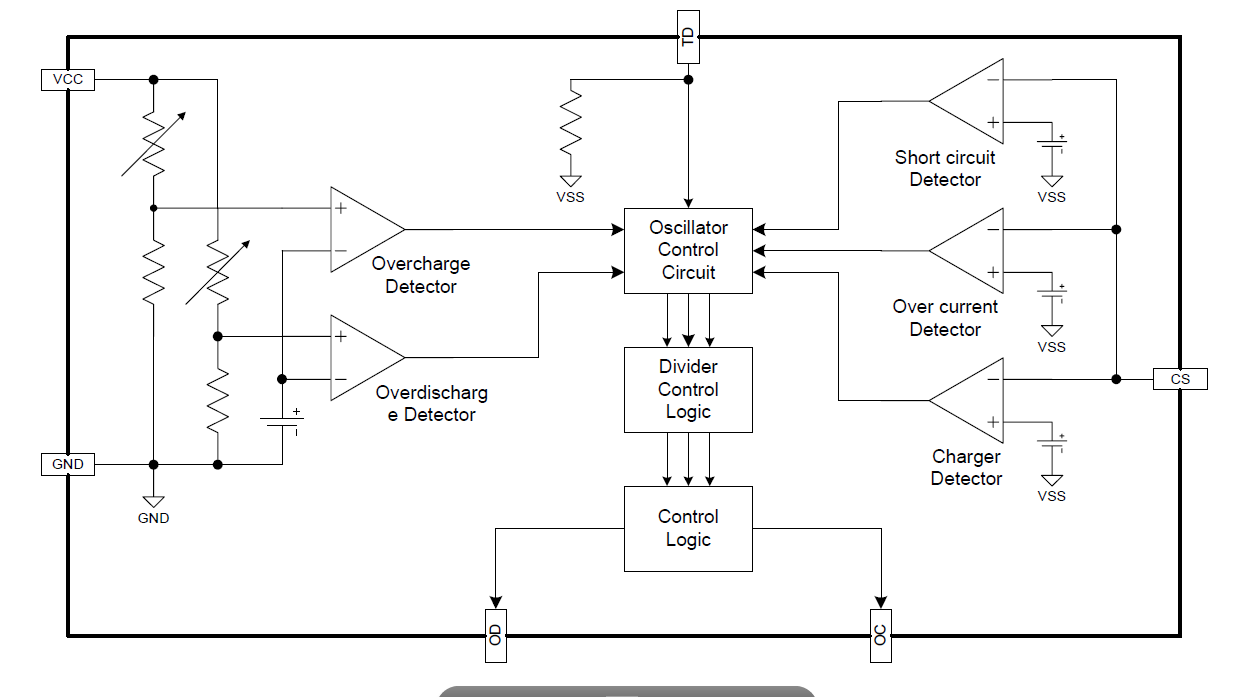 TD
VCC
Short circuit
Detector
+
-
VSS
VSS
Oscillator
Control
Circuit
Overcharge
Detector
Over current
Detector
VSS
Divider
Control
Logic
CS
Overdischarg
e Detector
Charger
Detector
GND
VSS
GND
Control
Logic
OD
OC